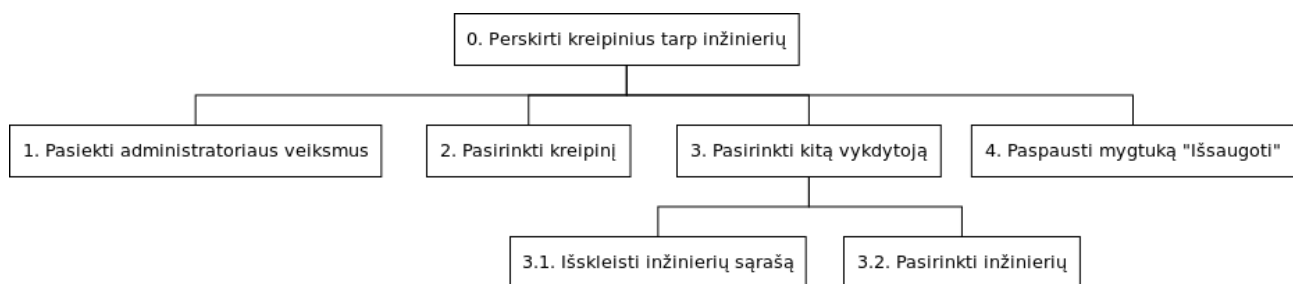 0. Perskirti kreipinius tarp inžinierių
1. Pasiekti administratoriaus veiksmus
2. Pasirinkti kreipinį
3. Pasirinkti kitą vykdytoją
4. Paspausti mygtuką "Išsaugoti"
3.1. Išskleisti inžinierių sąrašą
3.2. Pasirinkti inžinierių